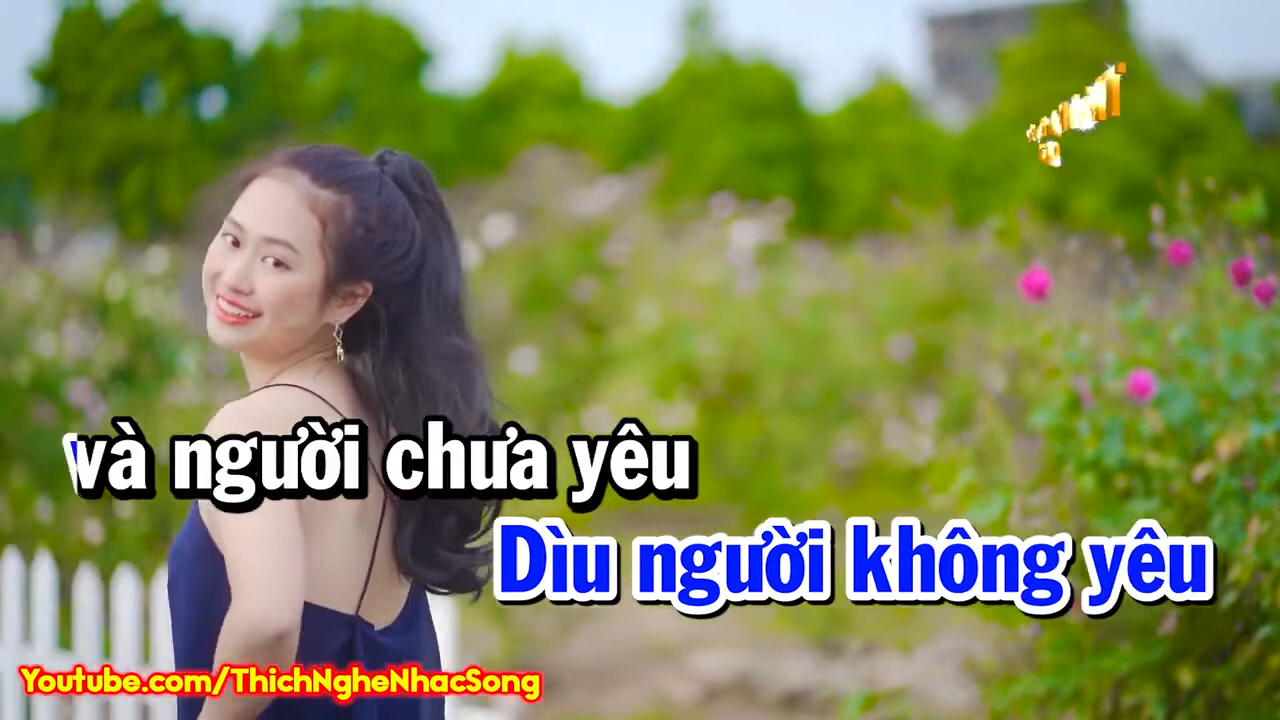 và người chưa yêu
Dìu người không yêu
Youtube.com/ThichNgheNhacSong